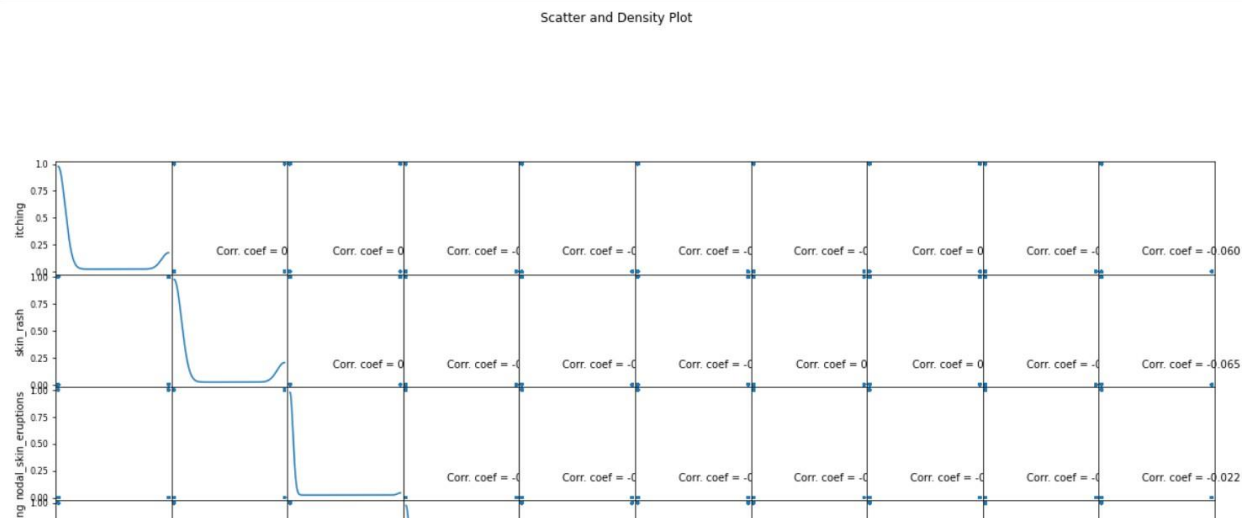 Scatter and Density Plot
1.0
0.75
0.5
itching
0.25
Corr. coef = 0 Corr. coef = 0 Corr. coef = -0 Corr. coef = -0 Corr. coef = -0 Corr. coef = -0 Corr. coef = 0 Corr. coef = -0 Corr. coef = -0.060
0.0
1.00
0.75
0.50
skin_rash
0.25
Corr. coef = 0 Corr. coef = -0 Corr. coef = -0 Corr. coef = -0 Corr. coef = 0 Corr. coef = 0 Corr. coef = -0 Corr. coef = -0.065
0.00
1.00
0.75
0.50
nodal_skin_eruptions
0.25
Corr. coef = -0 Corr. coef = -0 Corr. coef = -0 Corr. coef = -0 Corr. coef = -0 Corr. coef = -0 Corr. coef = -0.022
0.00
1.00
ng